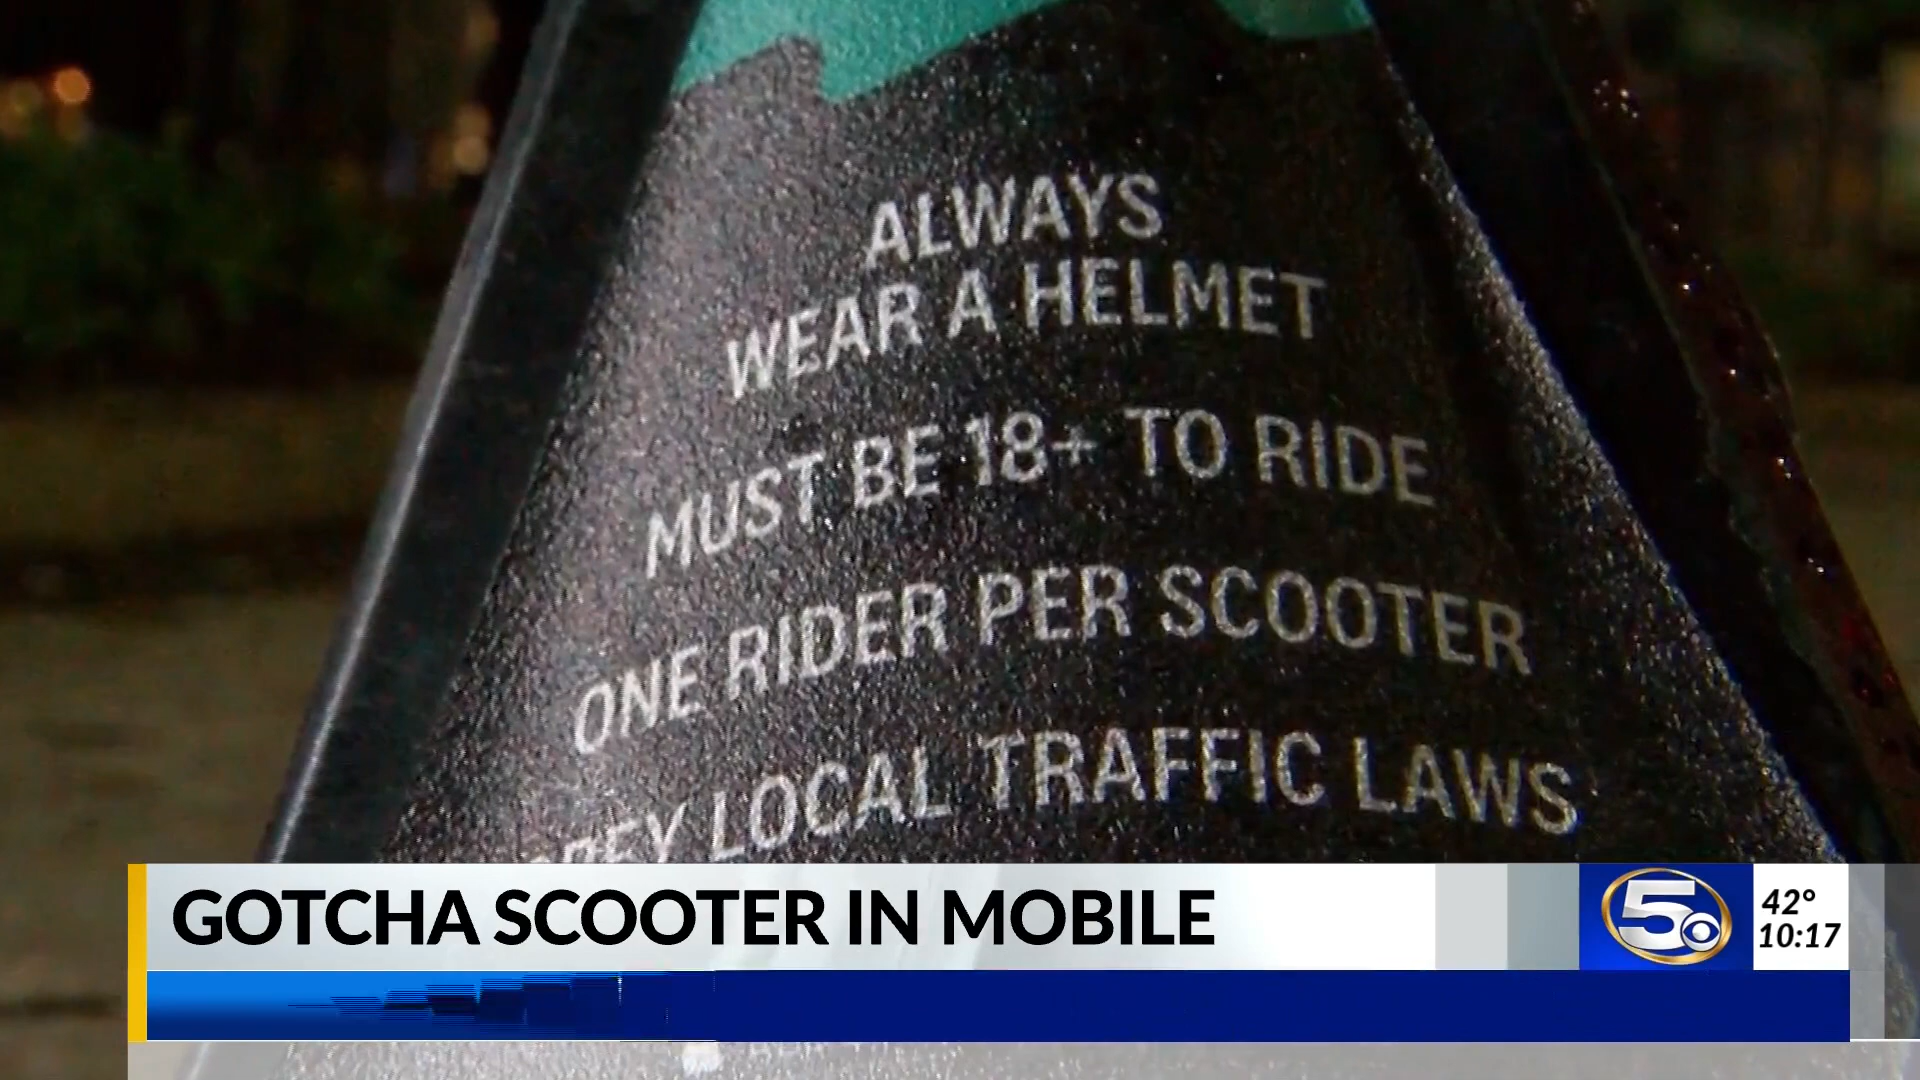 ALWAYS
WEAR A HELMET
MUST BE 18+ TO RIDE
ONE RIDER PER SCOOTER
LOCAL TRAFFIC LAWS
GOTCHA SCOOTER IN MOBILE
5
42°
10:17